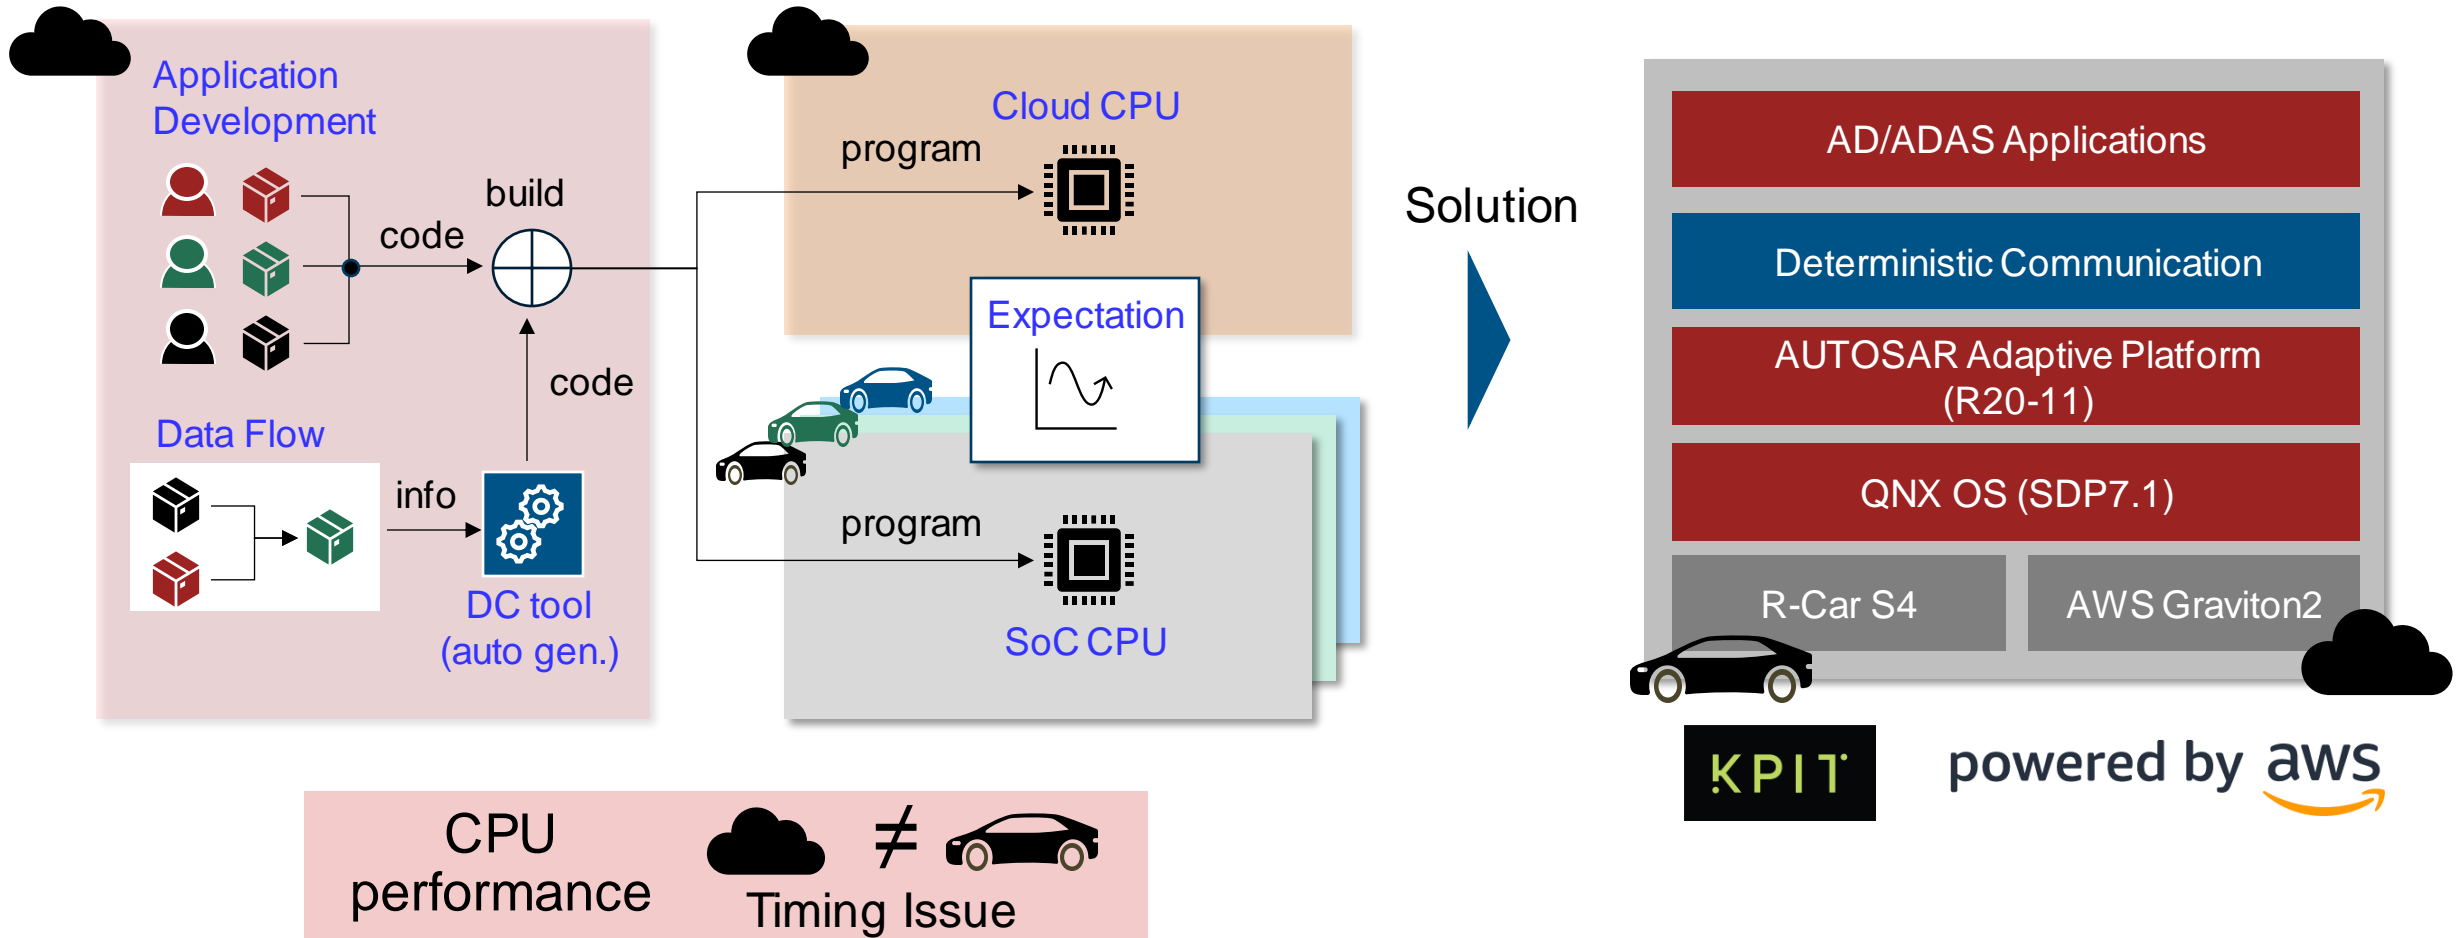 Application
Development
code
build
Data Flow
info
code
DC tool
(auto gen.)
program
Cloud CPU
Expectation
program
SoC CPU
CPU
performance
≠
Timing Issue
Solution
AD/ADAS Applications
Deterministic Communication
AUTOSAR Adaptive Platform
(R20-11)
QNX OS (SDP7.1)
R-Car S4
AWS Graviton2
KPIT
powered by aws